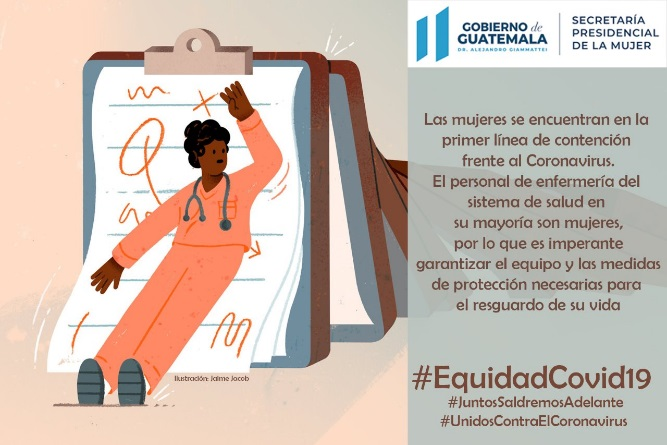 GOBIERNO de
GUATEMALA
DR. ALEJANDRO GIAMMATTEI
SECRETARÍA
PRESIDENCIAL
DE LA MUJER
Las mujeres se encuentran en la
primer línea de contención
frente al Coronavirus.
El personal de enfermería del
sistema de salud en
su mayoría son mujeres,
por lo que es imperante
garantizar el equipo y las medidas
de protección necesarias para
el resguardo de su vida
Ilustración: Jaime Jacob
#EquidadCovid19
#JuntosSaldremosAdelante
#UnidosContraElCoronavirus